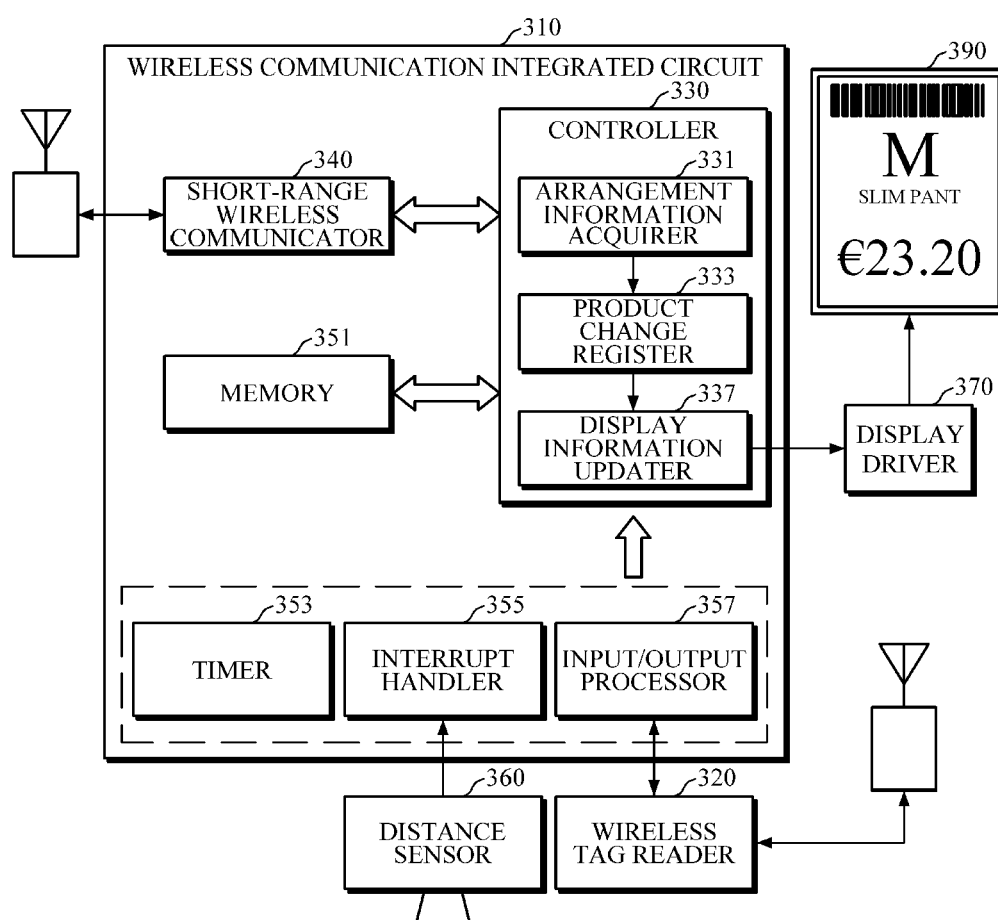 310
WIRELESS COMMUNICATION INTEGRATED CIRCUIT
390
330
CONTROLLER
M
SLIM PANT
€23.20
340
SHORT-RANGE
WIRELESS
COMMUNICATOR
331
ARRANGEMENT
INFORMATION
ACQUIRER
333
PRODUCT
CHANGE
REGISTER
351
MEMORY
337
DISPLAY
INFORMATION
UPDATER
370
DISPLAY
DRIVER
353
TIMER
355
INTERRUPT
HANDLER
357
INPUT/OUTPUT
PROCESSOR
360
DISTANCE
SENSOR
320
WIRELESS
TAG READER